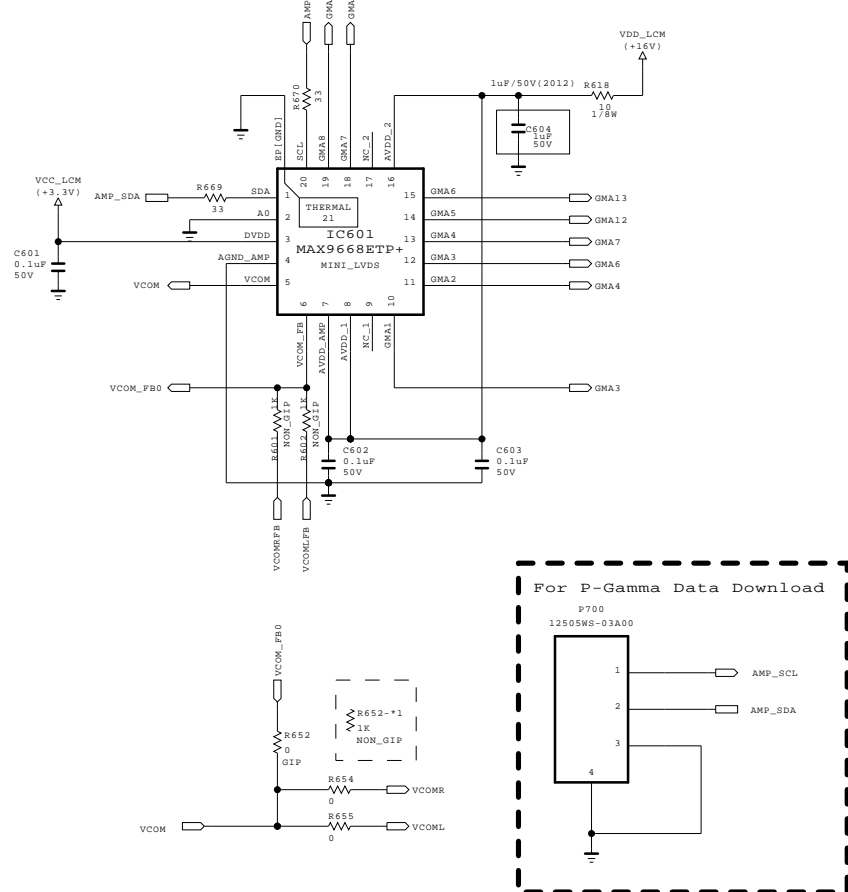 AMP
GMA
GMA
VDD_LCM
(+16V)
1uF/50V(2012)
R618
10
1/8W
C604
1uF
50V
R670
33
EP[GND]
SCL
GMA8
GMA7
NC_2
AVDD_2
20
19
18
17
16
VCC_LCM
(+3.3V)
AMP_SDA
R669
33
SDA
A0
DVDD
AGND_AMP
VCOM
1
2
3
4
5
THERMAL
21
IC601
MAX9668ETP+
MINI_LVDS
15
14
13
12
11
GMA6
GMA5
GMA4
GMA3
GMA2
GMA13
GMA12
GMA7
GMA6
GMA4
C601
0.1uF
50V
VCOM
6
7
8
9
10
VCOM_FB
AVDD_AMP
AVDD_1
NC_1
GMA1
VCOM_FB0
GMA3
R601
1K
NON_GIP
R602
1K
NON_GIP
C602
0.1uF
50V
C603
0.1uF
50V
VCOMRFB
VCOMLFB
VCOM_FB0
R652
0
GIP
R652-*1
1K
NON_GIP
R654
0
VCOMR
R655
0
VCOML
VCOM
For P-Gamma Data Download
P700
12505WS-03A00
1
AMP_SCL
2
AMP_SDA
3
4